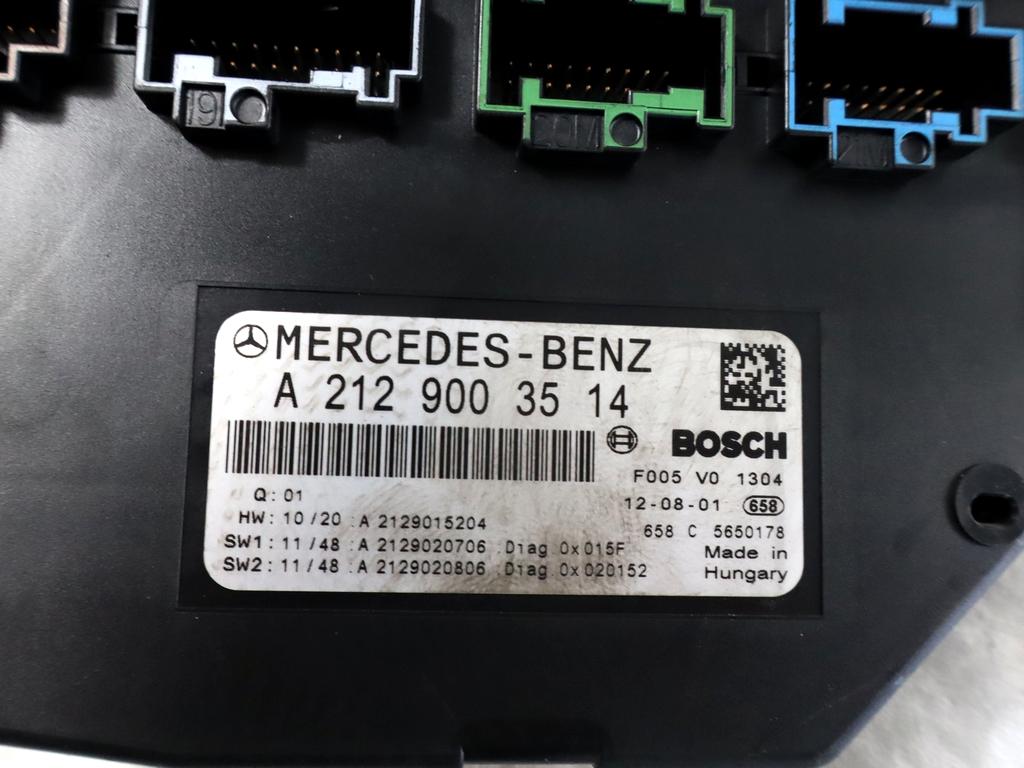 MERCEDES-BENZ
A 212 900 35 14
BOSCH
F005 V0 1304
Q: 01
12-08-01 658
HW: 10/20 :A 2129015204
658 C 5650178
SW1: 11/48 :A 2129020706 :Diag.0x015F
Made in
SW2: 11/48 :A 2129020806 :Diag.0x020152
Hungary